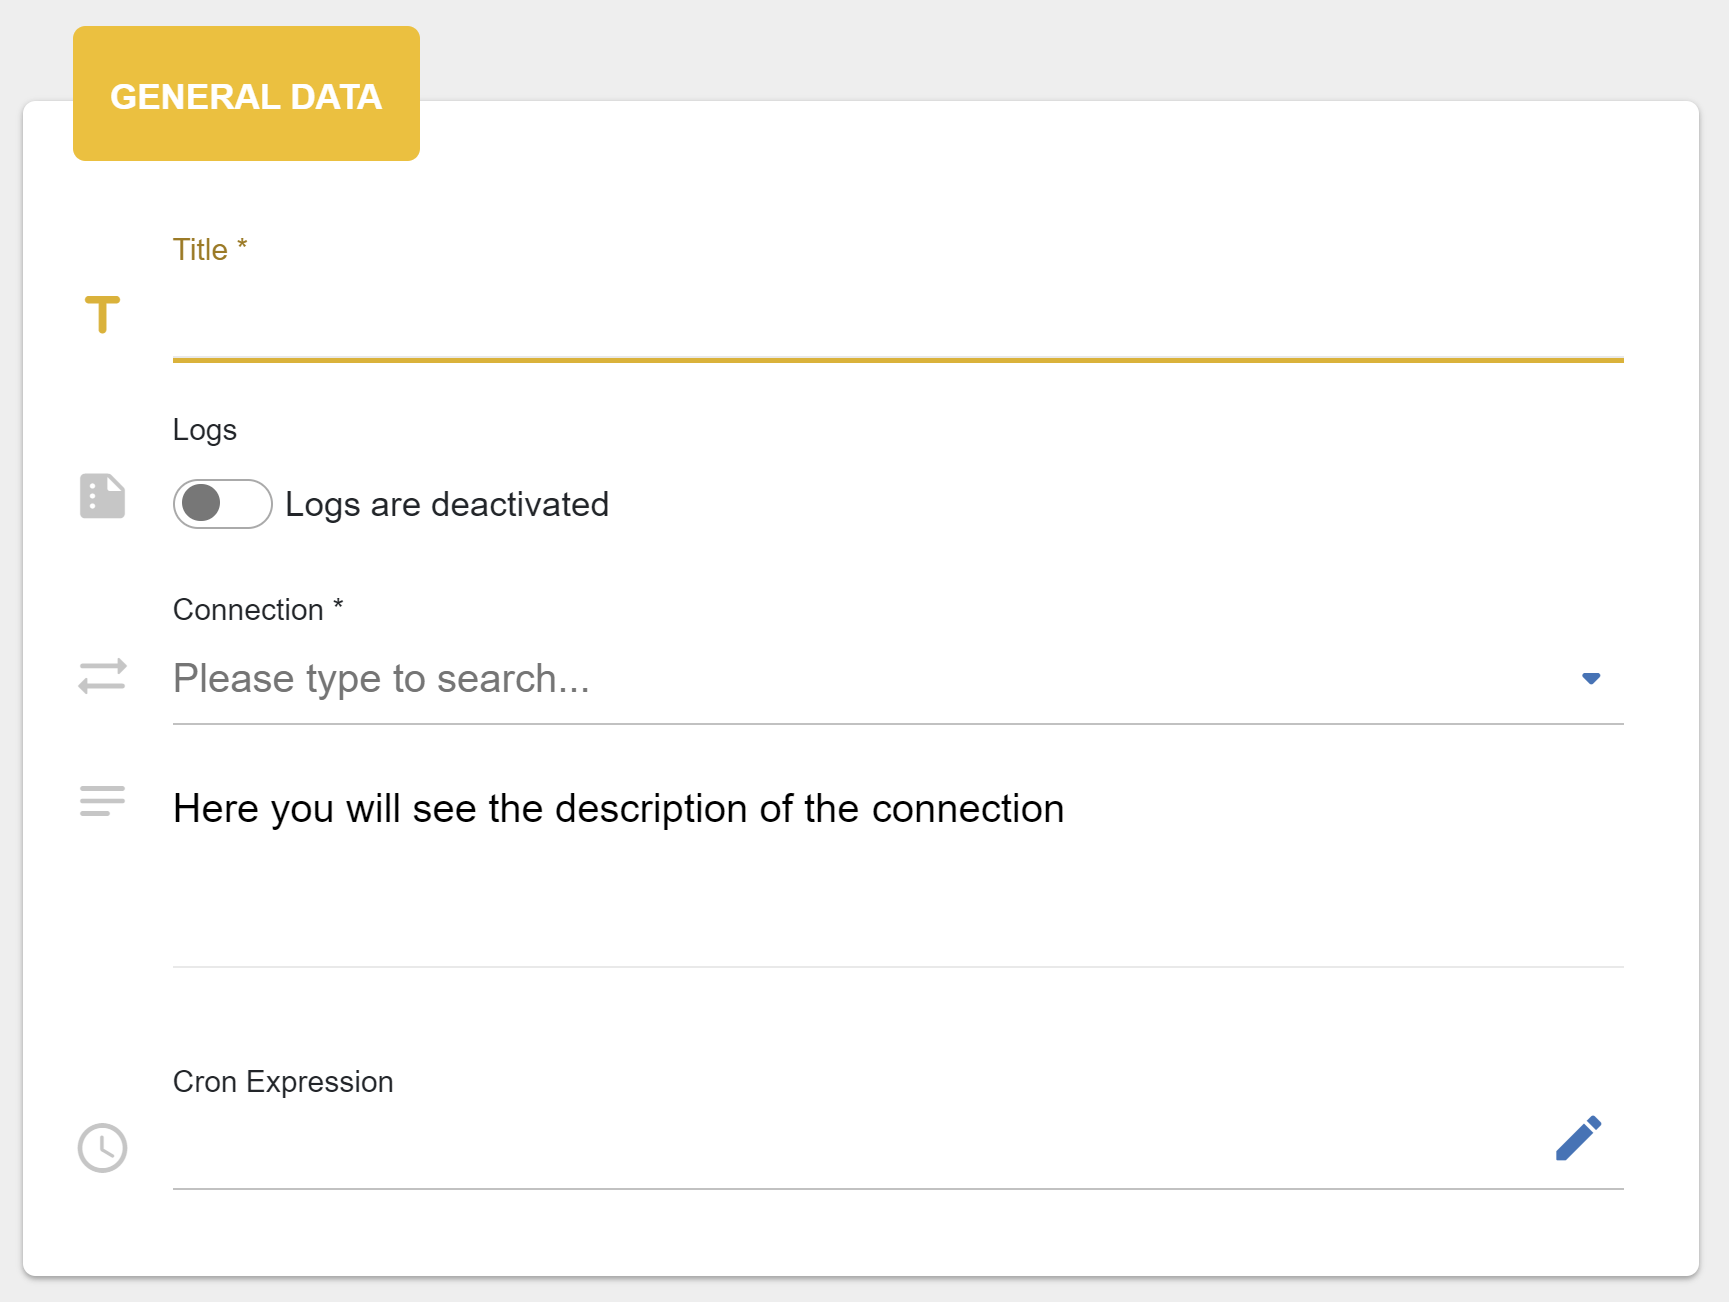 GENERAL DATA
Title *
Logs
Logs are deactivated
Connection *
Please type to search...
Here you will see the description of the connection
Cron Expression